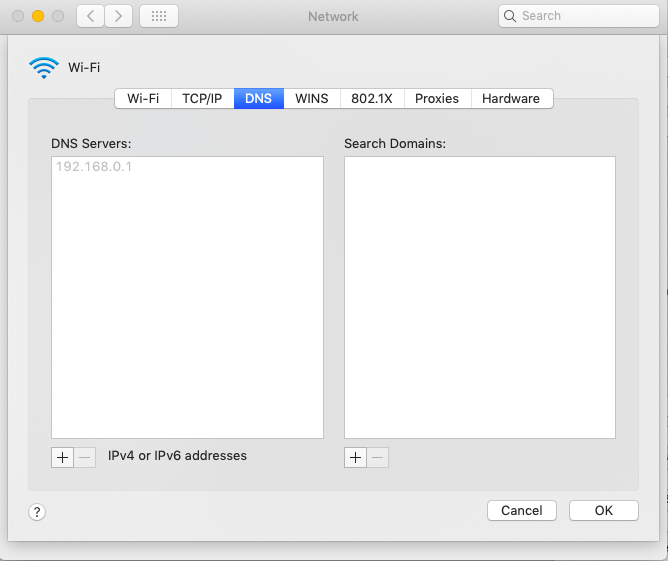 Network
Search
Wi-Fi
Wi-Fi TCP/IP DNS WINS 802.1X Proxies Hardware
DNS Servers:
Search Domains:
192.168.0.1
+ − IPv4 or IPv6 addresses
+ −
? Cancel OK